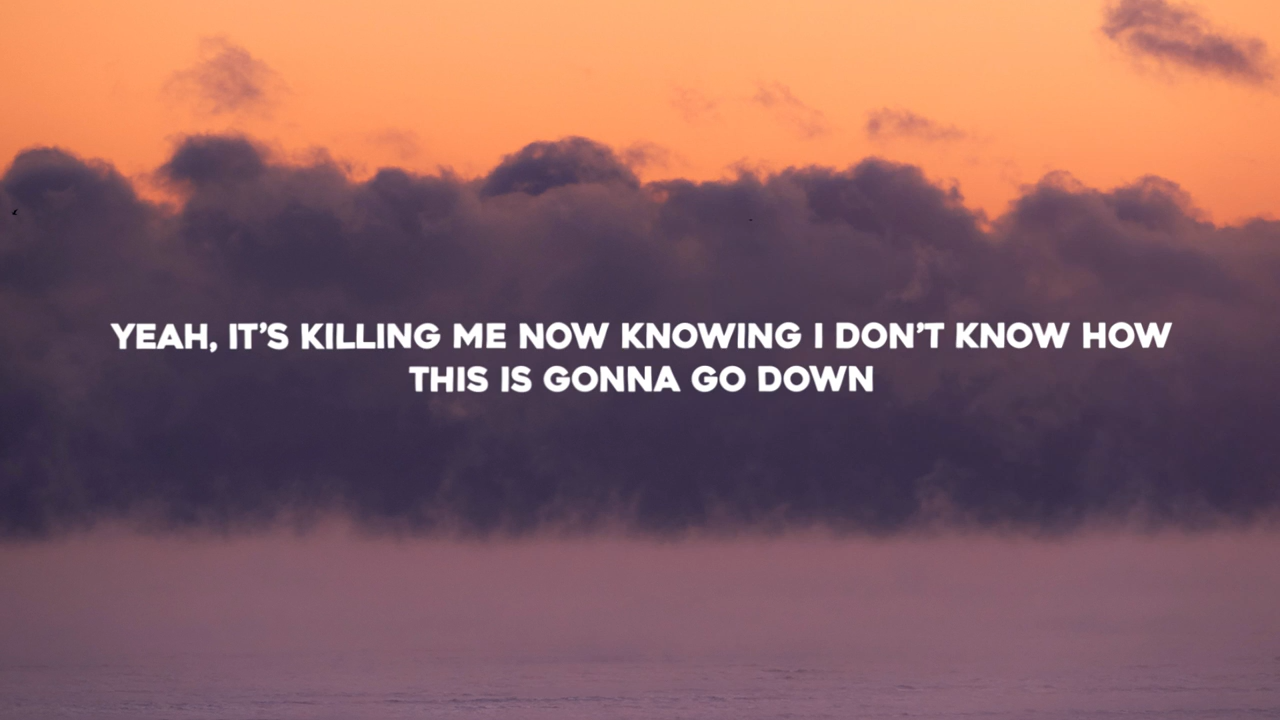 YEAH, IT’S KILLING ME NOW KNOWING I DON’T KNOW HOW
THIS IS GONNA GO DOWN